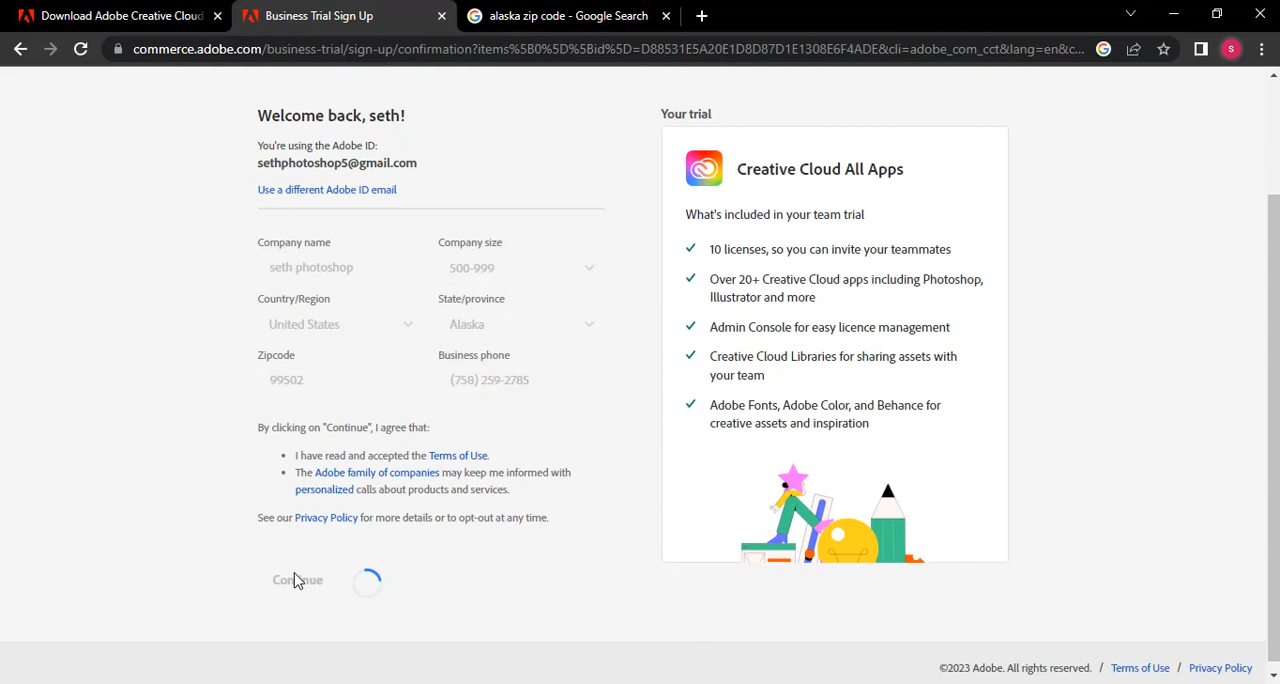 Download Adobe Creative Cloud
Business Trial Sign Up
alaska zip code - Google Search
commerce.adobe.com/business-trial/sign-up/confirmation?items%5B0%5D%5Bid%5D=D88531E5A20E1D8D87D1E1308E6F4ADE&cli=adobe_com_cct&lang=en&c...
S
Welcome back, seth!
You're using the Adobe ID:
sethphotoshop5@gmail.com
Use a different Adobe ID email
Company name
Company size
seth photoshop
500-999
Country/Region
State/province
United States
Alaska
Zipcode
Business phone
99502
(758) 259-2785
By clicking on "Continue", I agree that:
• I have read and accepted the Terms of Use.
• The Adobe family of companies may keep me informed with
personalized calls about products and services.
See our Privacy Policy for more details or to opt-out at any time.
Continue
Your trial
Creative Cloud All Apps
What's included in your team trial
10 licenses, so you can invite your teammates
Over 20+ Creative Cloud apps including Photoshop,
Illustrator and more
Admin Console for easy licence management
Creative Cloud Libraries for sharing assets with
your team
Adobe Fonts, Adobe Color, and Behance for
creative assets and inspiration
©2023 Adobe. All rights reserved. / Terms of Use / Privacy Policy